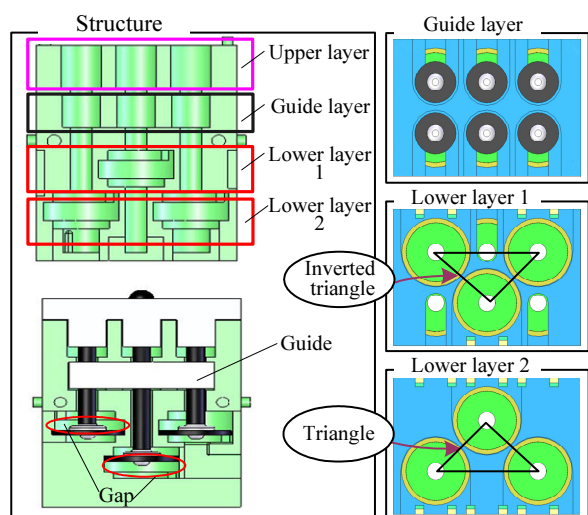 Structure
Upper layer
Guide layer
Lower layer
1
Lower layer
2
Guide
Gap
Guide layer
Lower layer 1
Inverted
triangle
Lower layer 2
Triangle